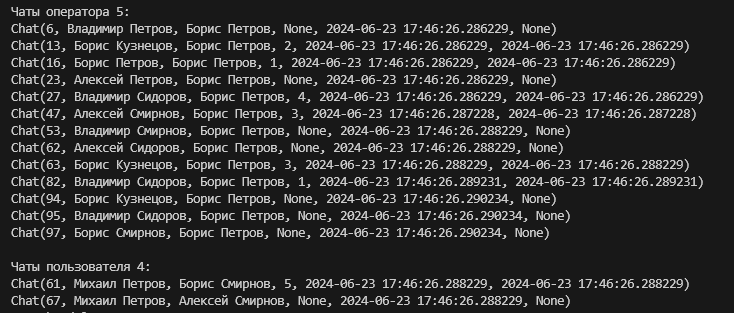 Чаты оператора 5:
Chat(6, Владимир Петров, Борис Петров, None, 2024-06-23 17:46:26.286229, None)
Chat(13, Борис Кузнецов, Борис Петров, 2, 2024-06-23 17:46:26.286229, 2024-06-23 17:46:26.286229)
Chat(16, Борис Петров, Борис Петров, 1, 2024-06-23 17:46:26.286229, 2024-06-23 17:46:26.286229)
Chat(23, Алексей Петров, Борис Петров, None, 2024-06-23 17:46:26.286229, None)
Chat(27, Владимир Сидоров, Борис Петров, 4, 2024-06-23 17:46:26.286229, 2024-06-23 17:46:26.286229)
Chat(47, Алексей Смирнов, Борис Петров, 3, 2024-06-23 17:46:26.287228, 2024-06-23 17:46:26.287228)
Chat(53, Владимир Смирнов, Борис Петров, None, 2024-06-23 17:46:26.288229, None)
Chat(62, Алексей Сидоров, Борис Петров, None, 2024-06-23 17:46:26.288229, None)
Chat(63, Борис Кузнецов, Борис Петров, 3, 2024-06-23 17:46:26.288229, 2024-06-23 17:46:26.288229)
Chat(82, Владимир Сидоров, Борис Петров, 1, 2024-06-23 17:46:26.289231, 2024-06-23 17:46:26.289231)
Chat(94, Борис Кузнецов, Борис Петров, None, 2024-06-23 17:46:26.290234, None)
Chat(95, Владимир Сидоров, Борис Петров, None, 2024-06-23 17:46:26.290234, None)
Chat(97, Борис Смирнов, Борис Петров, None, 2024-06-23 17:46:26.290234, None)
Чаты пользователя 4:
Chat(61, Михаил Петров, Борис Смирнов, 5, 2024-06-23 17:46:26.288229, 2024-06-23 17:46:26.288229)
Chat(67, Михаил Петров, Алексей Смирнов, None, 2024-06-23 17:46:26.288229, None)